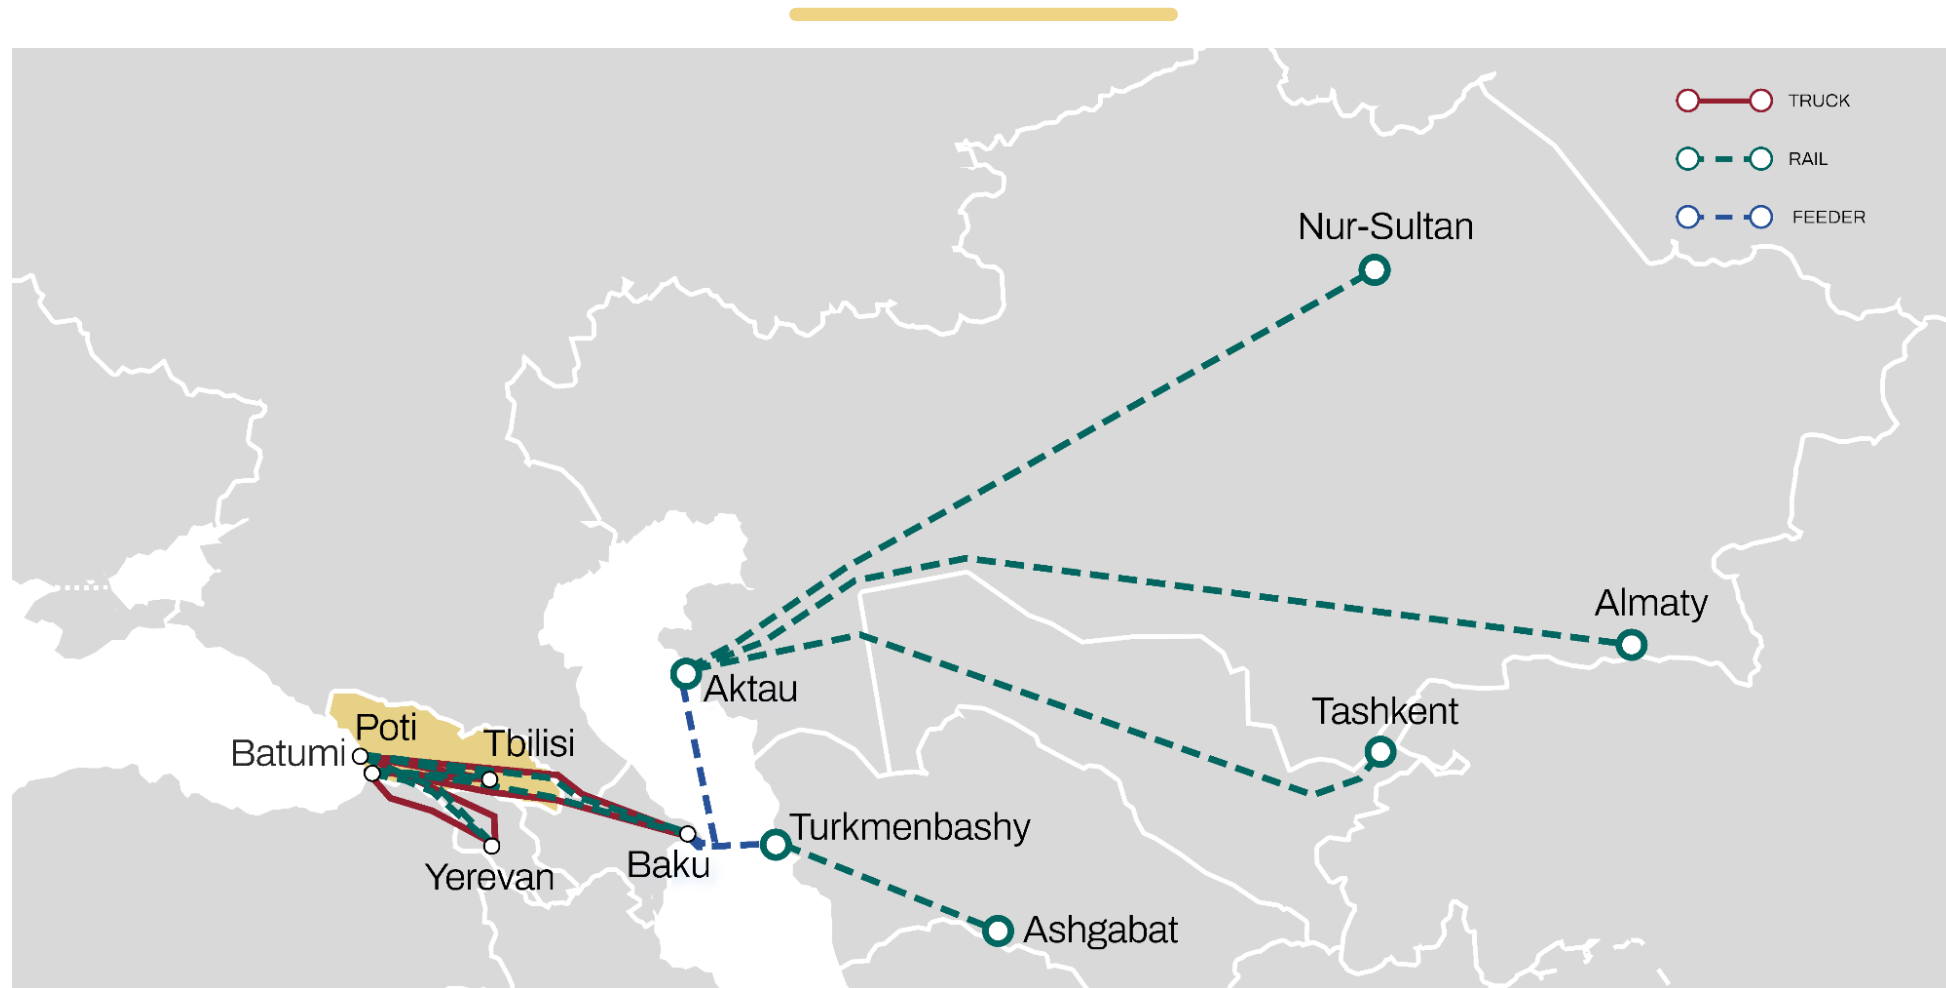 TRUCK
RAIL
FEEDER
Nur-Sultan
Almaty
Aktau
Tashkent
Poti
Batumi
Tbilisi
Turkmenbashy
Baku
Yerevan
Ashgabat